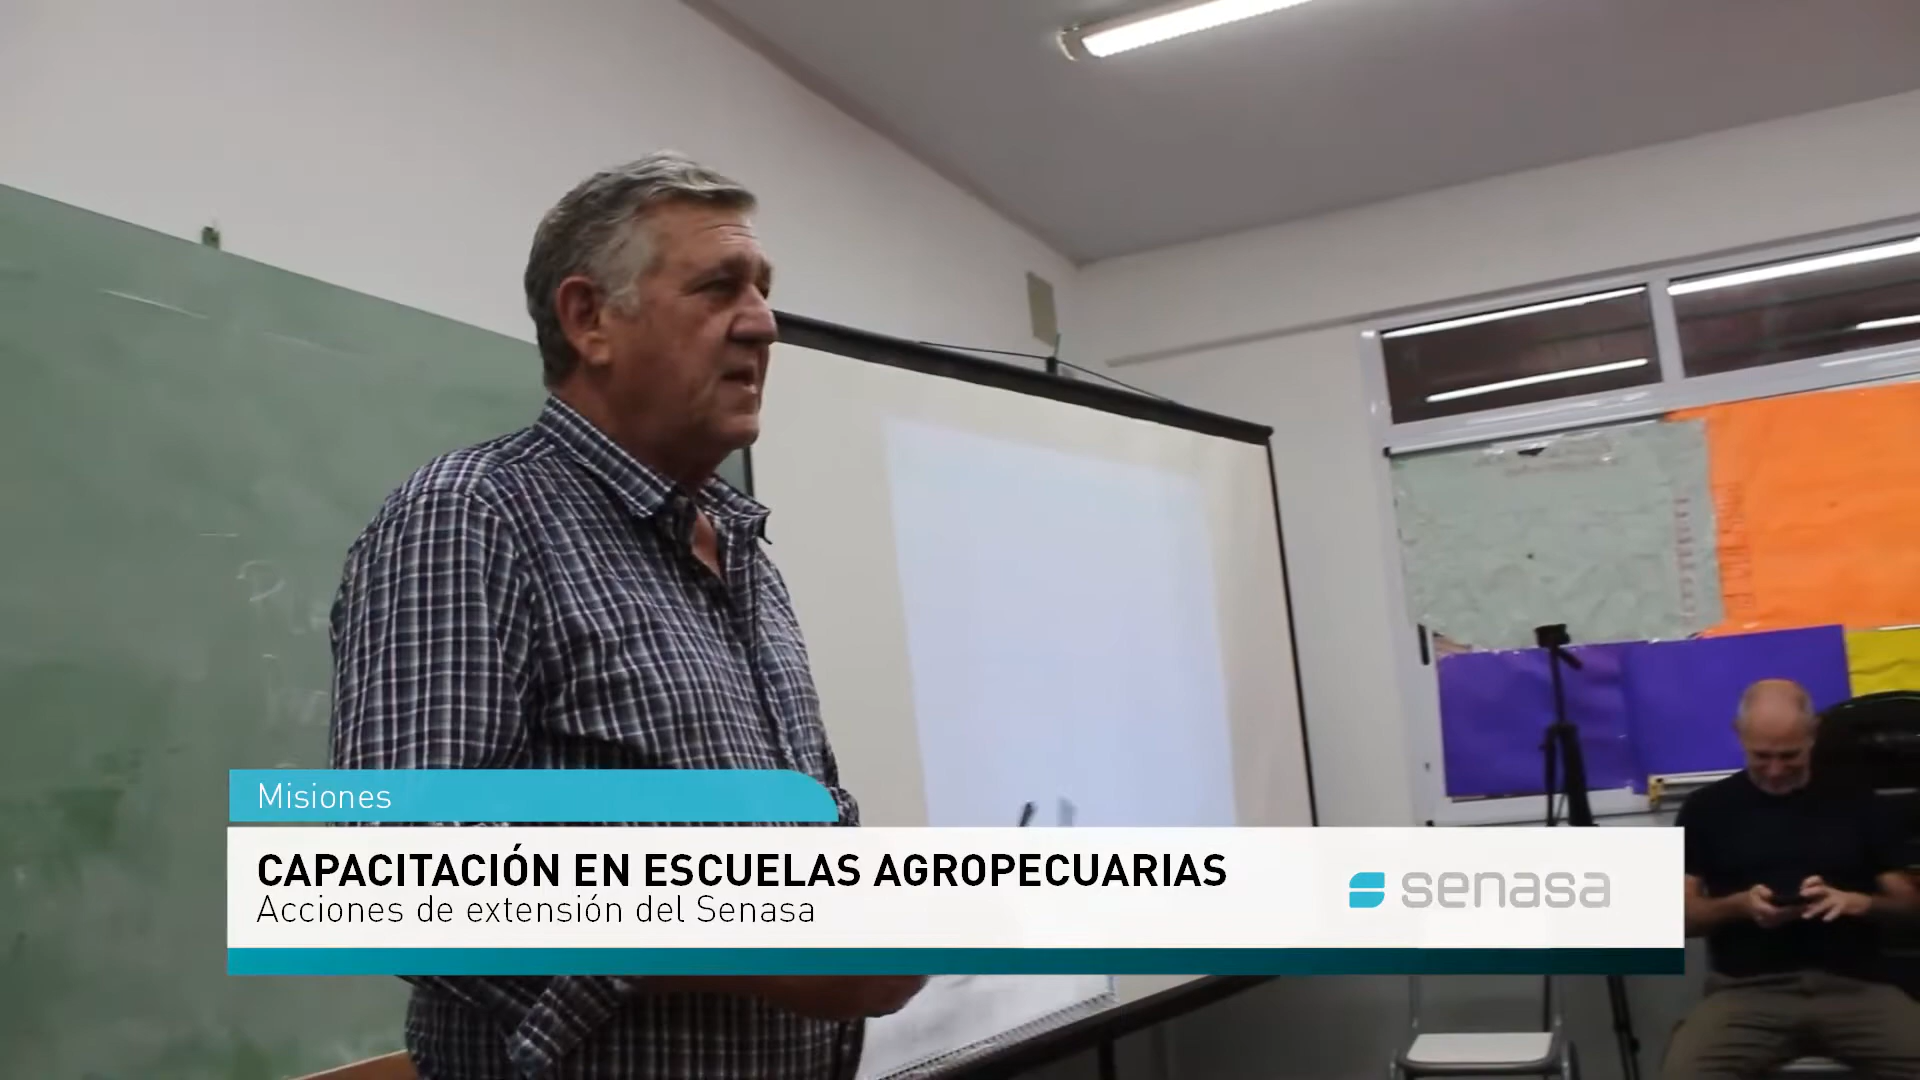 Misiones
CAPACITACIÓN EN ESCUELAS AGROPECUARIAS
Acciones de extensión del Senasa
senasa